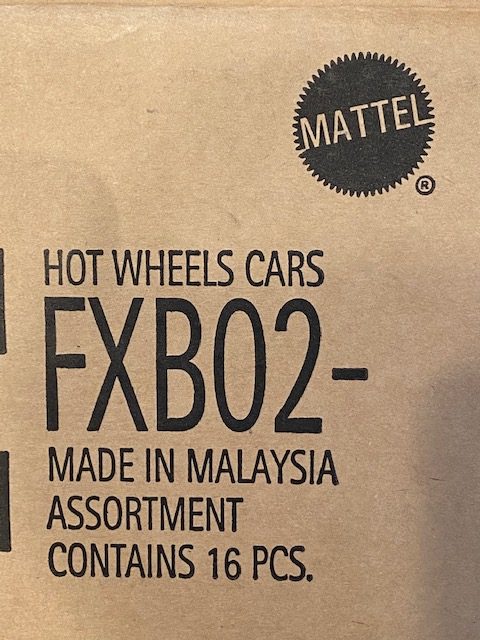 MATTEL
®
HOT WHEELS CARS
FXB02-
MADE IN MALAYSIA
ASSORTMENT
CONTAINS 16 PCS.